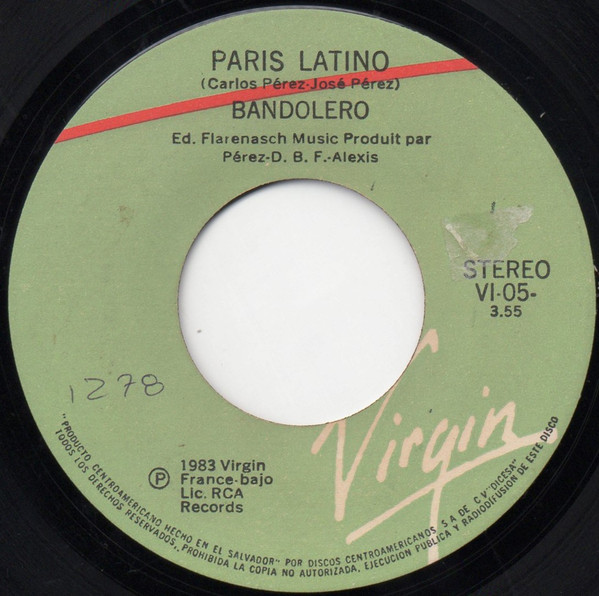 PARIS LATINO
(Carlos Pérez-José Pérez)
BANDOLERO
Ed. Flarenasch Music Produit par
Pérez-D. B. F.-Alexis
STEREO
VI-05-
3.55
1278
Virgin
Ⓟ 1983 Virgin
France-bajo
Lic. RCA
Records
"PRODUCTO CENTROAMERICANO HECHO EN EL SALVADOR" POR DISCOS CENTROAMERICANOS S A DE C.V "DICESA"
TODOS LOS DERECHOS RESERVADOS,. PROHIBIDA LA COPIA NO AUTORIZADA, EJECUCION PUBLICA Y RADIODIFUSION DE ESTE DISCO